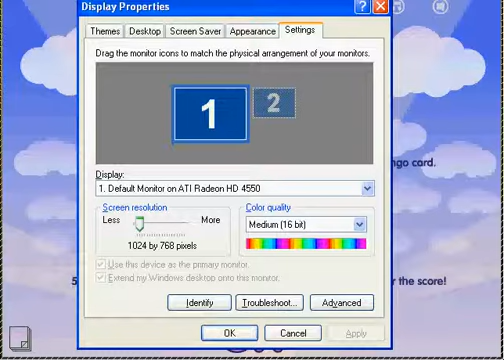 Display Properties
Themes Desktop Screen Saver Appearance Settings
Drag the monitor icons to match the physical arrangement of your monitors.
1 2
Display:
1. Default Monitor on ATI Radeon HD 4550
Screen resolution
Less More
1024 by 768 pixels
Color quality
Medium (16 bit)
Use this device as the primary monitor.
Extend my Windows desktop onto this monitor.
Identify Troubleshoot... Advanced
OK Cancel Apply
card.
5
the score!